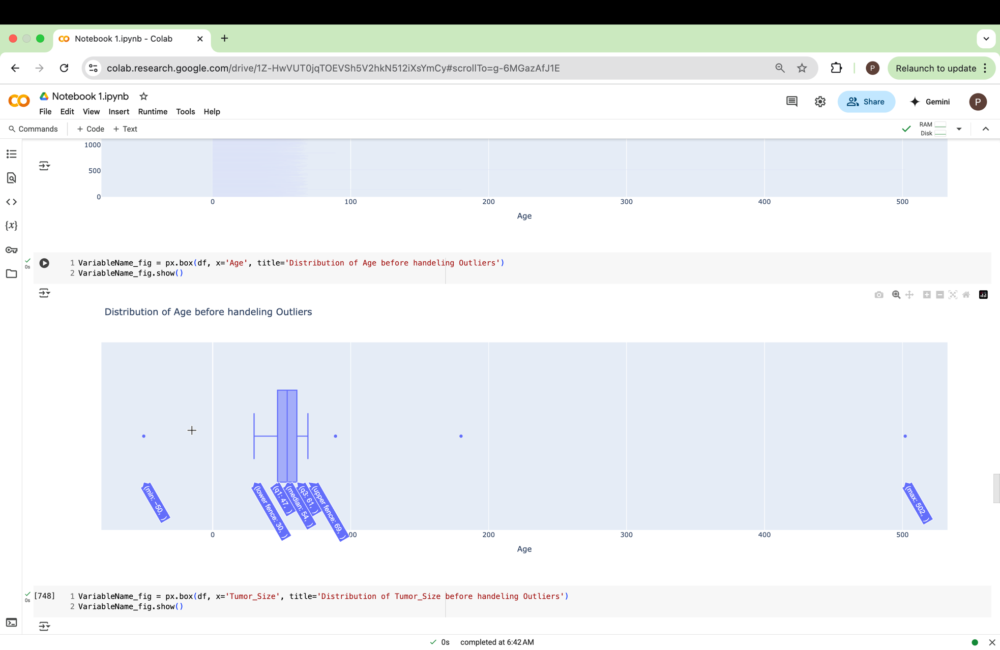 Notebook 1.ipynb - Colab
colab.research.google.com/drive/1Z-HwVUT0jqTOEVSh5V2hkN512iXsYmCy#scrollTo=g-6MGazAfJ1E
P
Relaunch to update
Notebook 1.ipynb
File Edit View Insert Runtime Tools Help
Share
Gemini
P
Commands
+ Code + Text
RAM
Disk
1000
500
0
0 100 200 300 400 500
Age
0s
1 VariableName_fig = px.box(df, x='Age', title='Distribution of Age before handeling Outliers')
2 VariableName_fig.show()
Distribution of Age before handeling Outliers
(min: −50, )
(lower fence: 30, )
(q1: 47, )
(median: 54, )
(q3: 61, )
(upper fence: 69, )
(max: 502, )
0 00 200 300 400 500
Age
0s
[748]
1 VariableName_fig = px.box(df, x='Tumor_Size', title='Distribution of Tumor_Size before handeling Outliers')
2 VariableName_fig.show()
0s completed at 6:42 AM